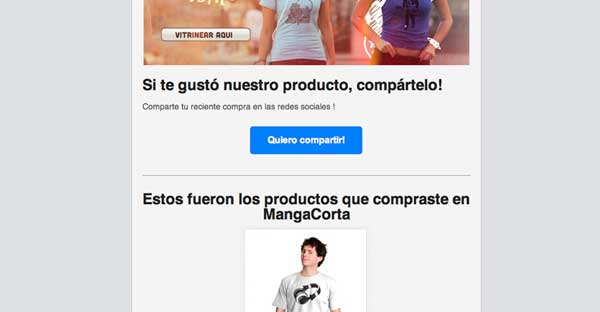 VITRINEAR AQUI
Si te gustó nuestro producto, compártelo!
Comparte tu reciente compra en las redes sociales !
Quiero compartir!
Estos fueron los productos que compraste en
MangaCorta